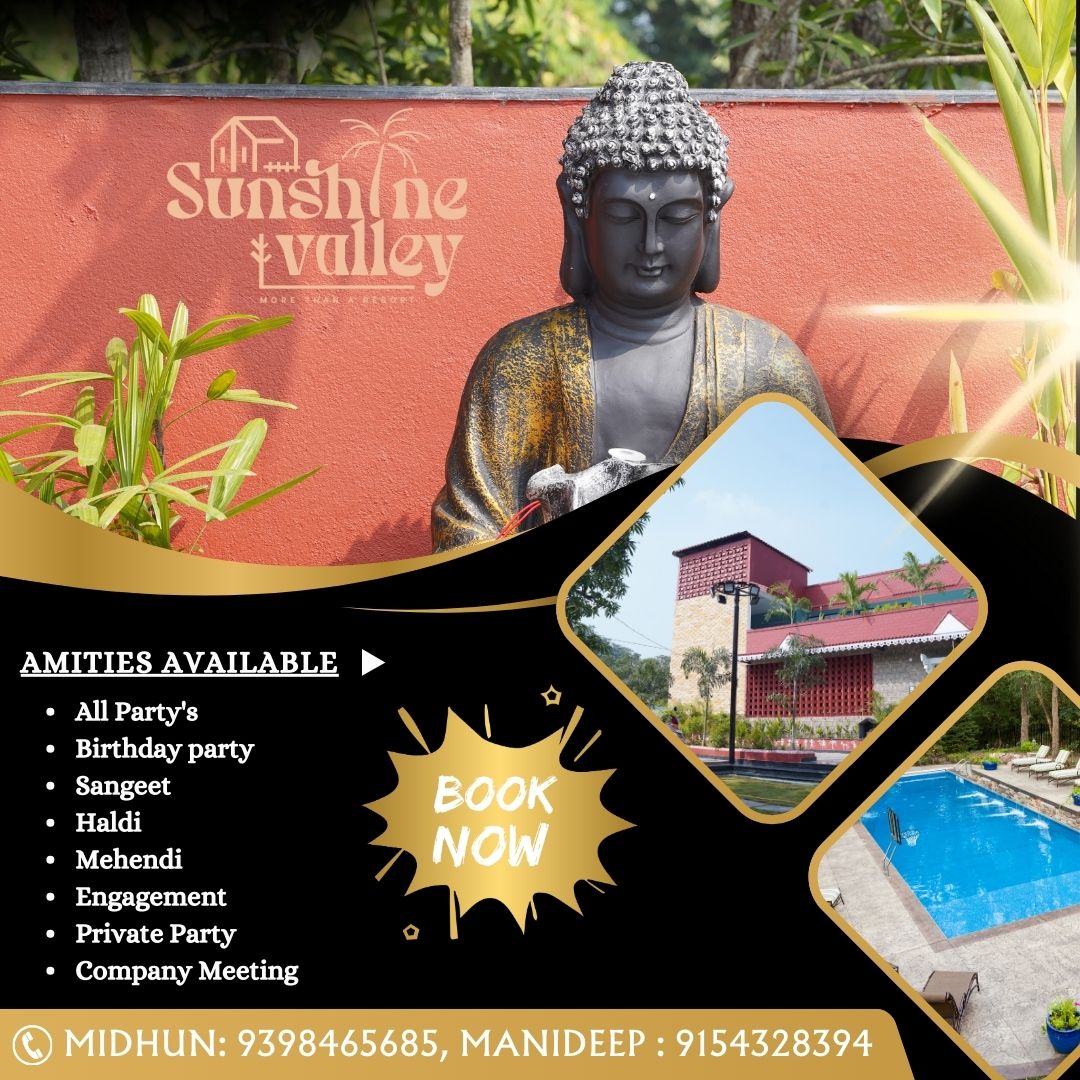 Sunshine
valley
MORE THAN A RESORT
AMITIES AVAILABLE
• All Party's
• Birthday party
• Sangeet
• Haldi
• Mehendi
• Engagement
• Private Party
• Company Meeting
BOOK
NOW
MIDHUN: 9398465685, MANIDEEP : 9154328394